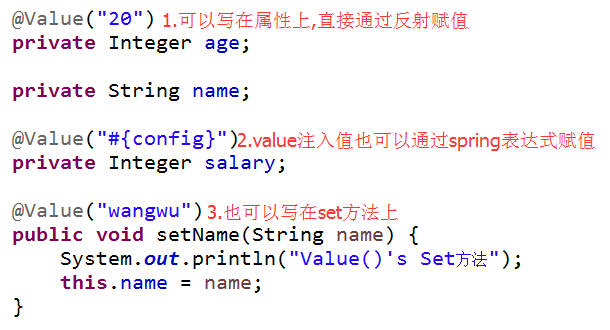 @Value("20") 1.可以写在属性上,直接通过反射赋值
private Integer age;
private String name;
@Value("#{config}")2.value注入值也可以通过spring表达式赋值
private Integer salary;
@Value("wangwu") 3.也可以写在set方法上
public void setName(String name) {
    System.out.println("Value()'s Set方法");
    this.name = name;
}